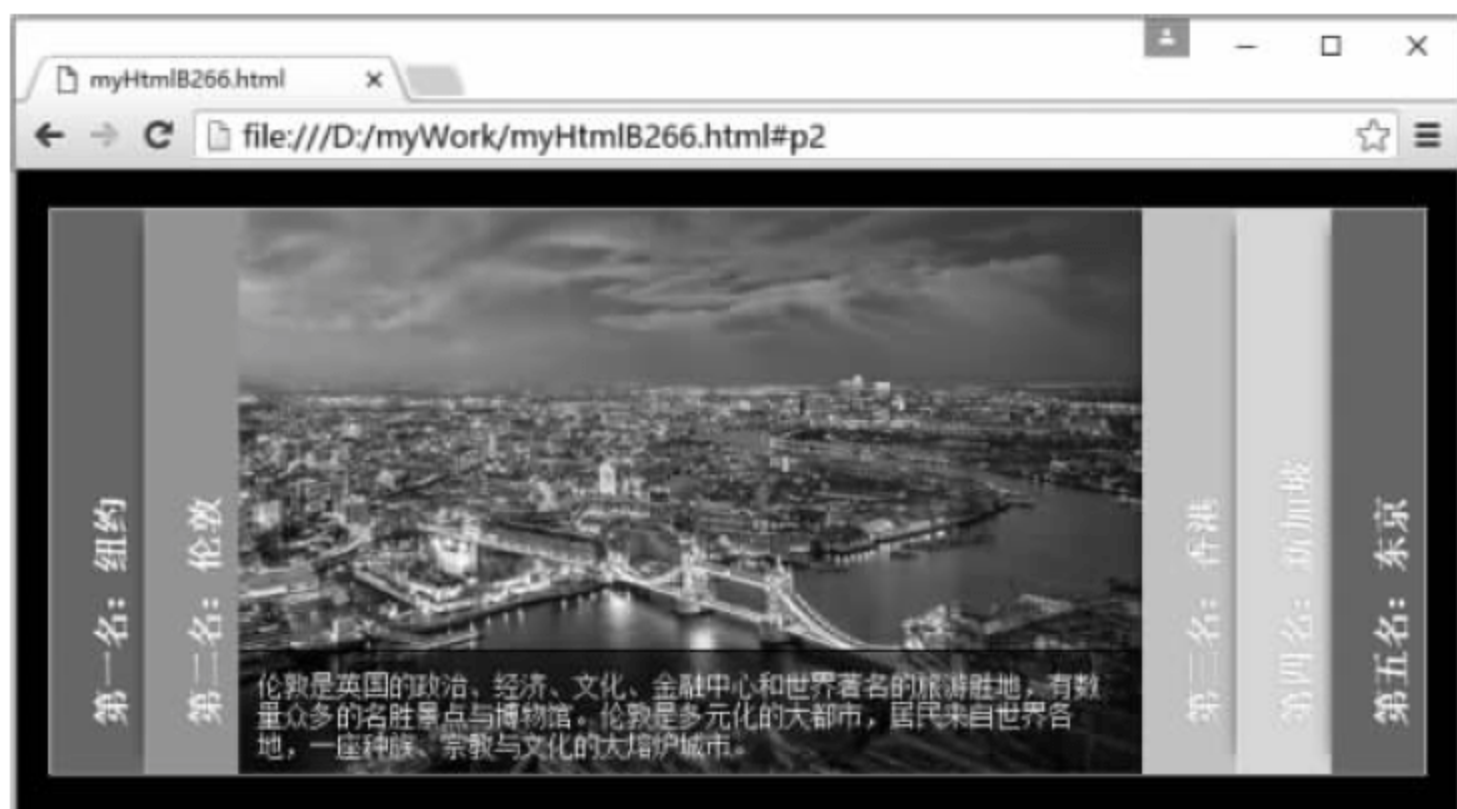 myHtmlB266.html
file:///D:/myWork/myHtmlB266.html#p2
第一名：纽约
第二名：伦敦
伦敦是英国的政治、经济、文化、金融中心和世界著名的旅游胜地，有数
量众多的名胜景点与博物馆。伦敦是多元化的大都市，居民来自世界各
地，一座种族、宗教与文化的大熔炉城市。
第三名：香港
第四名：新加坡
第五名：东京